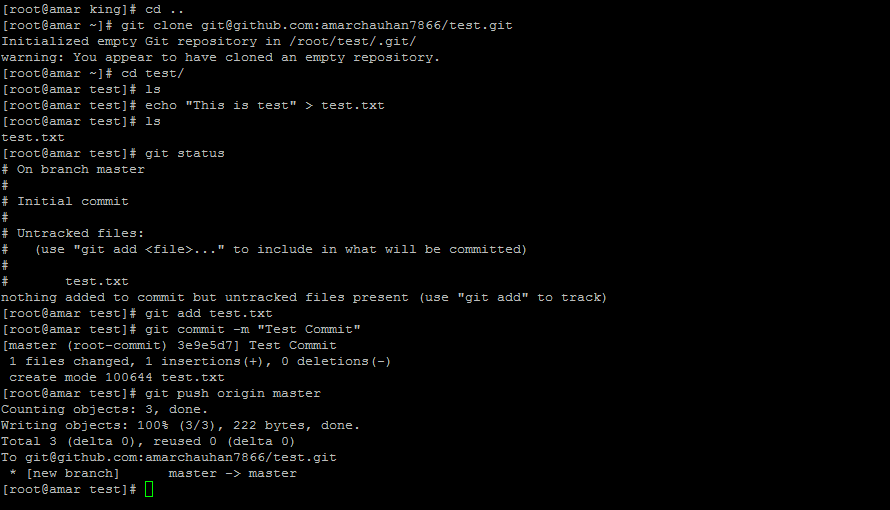 [root@amar king]# cd ..
[root@amar ~]# git clone git@github.com:amarchauhan7866/test.git
Initialized empty Git repository in /root/test/.git/
warning: You appear to have cloned an empty repository.
[root@amar ~]# cd test/
[root@amar test]# ls
[root@amar test]# echo "This is test" > test.txt
[root@amar test]# ls
test.txt
[root@amar test]# git status
# On branch master
#
# Initial commit
#
# Untracked files:
#   (use "git add <file>..." to include in what will be committed)
#
#       test.txt
nothing added to commit but untracked files present (use "git add" to track)
[root@amar test]# git add test.txt
[root@amar test]# git commit -m "Test Commit"
[master (root-commit) 3e9e5d7] Test Commit
 1 files changed, 1 insertions(+), 0 deletions(-)
 create mode 100644 test.txt
[root@amar test]# git push origin master
Counting objects: 3, done.
Writing objects: 100% (3/3), 222 bytes, done.
Total 3 (delta 0), reused 0 (delta 0)
To git@github.com:amarchauhan7866/test.git
 * [new branch]      master -> master
[root@amar test]#